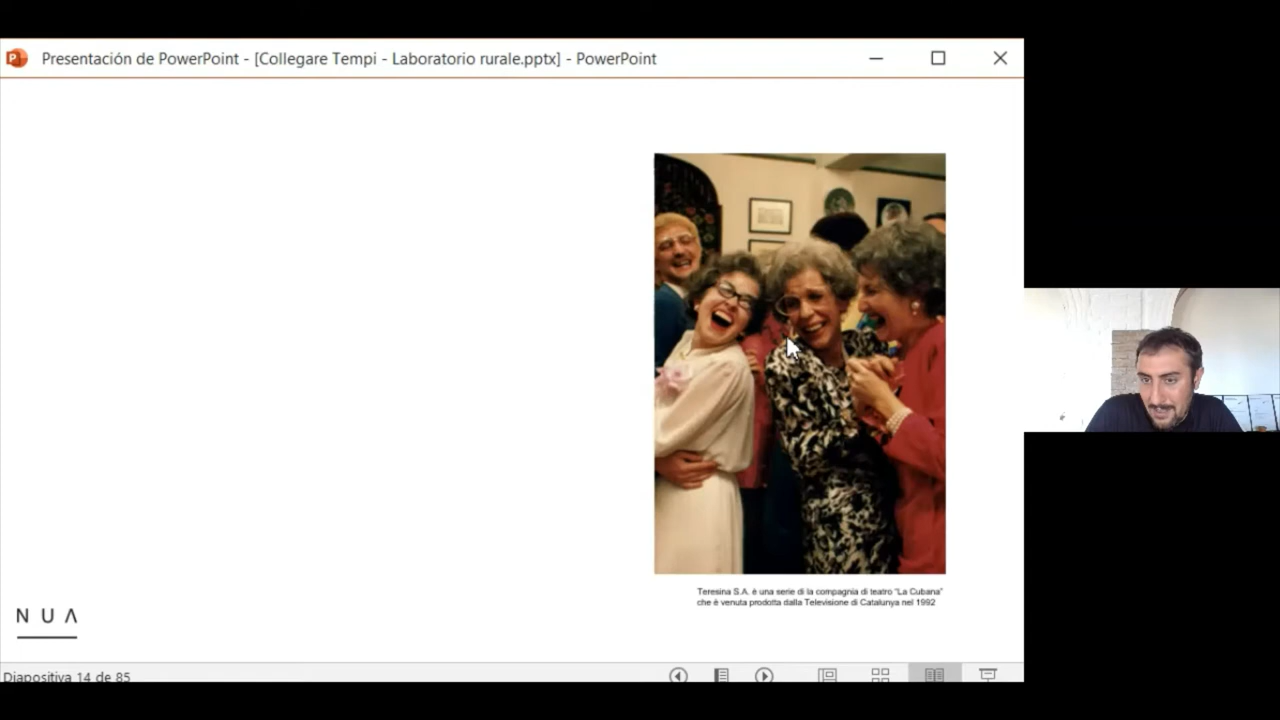 Presentación de PowerPoint - [Collegare Tempi - Laboratorio rurale.pptx] - PowerPoint
Teresina S.A. è una serie di la compagnia di teatro “La Cubana”
che è venuta prodotta dalla Televisione di Catalunya nel 1992
N U Λ
Diapositiva 14 de 85